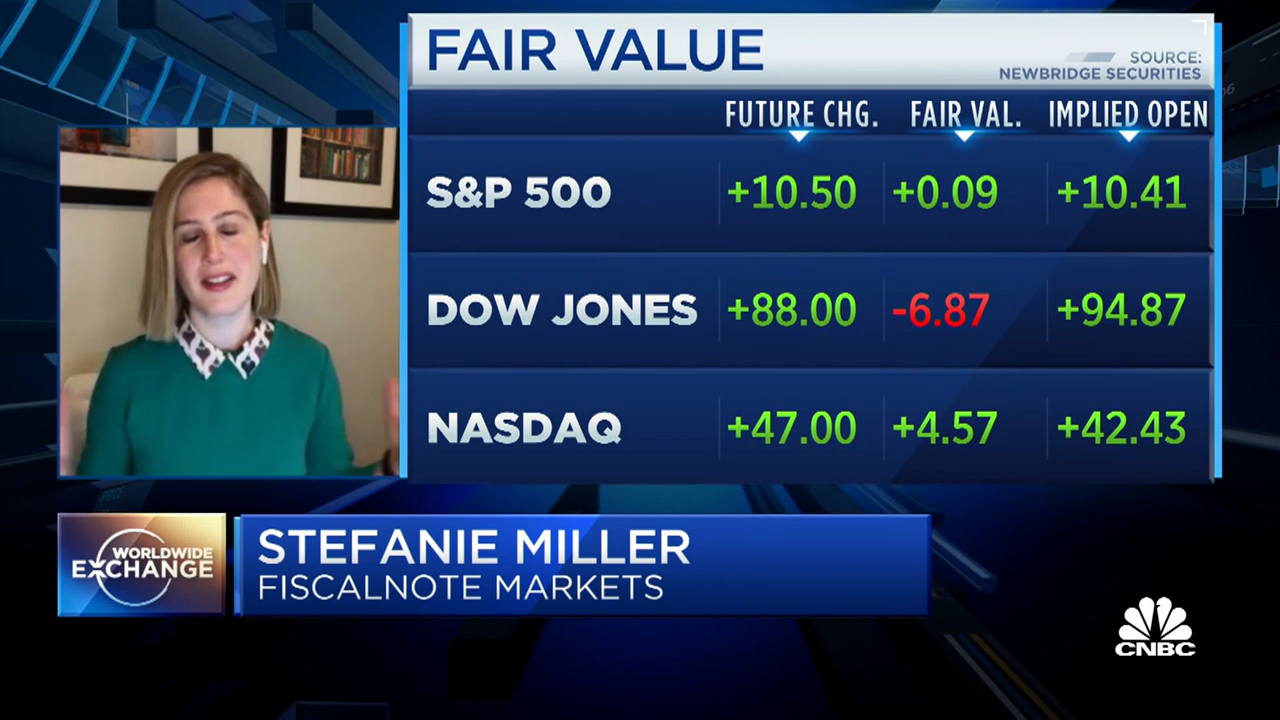 FAIR VALUE
SOURCE:
NEWBRIDGE SECURITIES
FUTURE CHG. FAIR VAL. IMPLIED OPEN
S&P 500 +10.50 +0.09 +10.41
DOW JONES +88.00 -6.87 +94.87
NASDAQ +47.00 +4.57 +42.43
WORLDWIDE
EXCHANGE
STEFANIE MILLER
FISCALNOTE MARKETS
CNBC